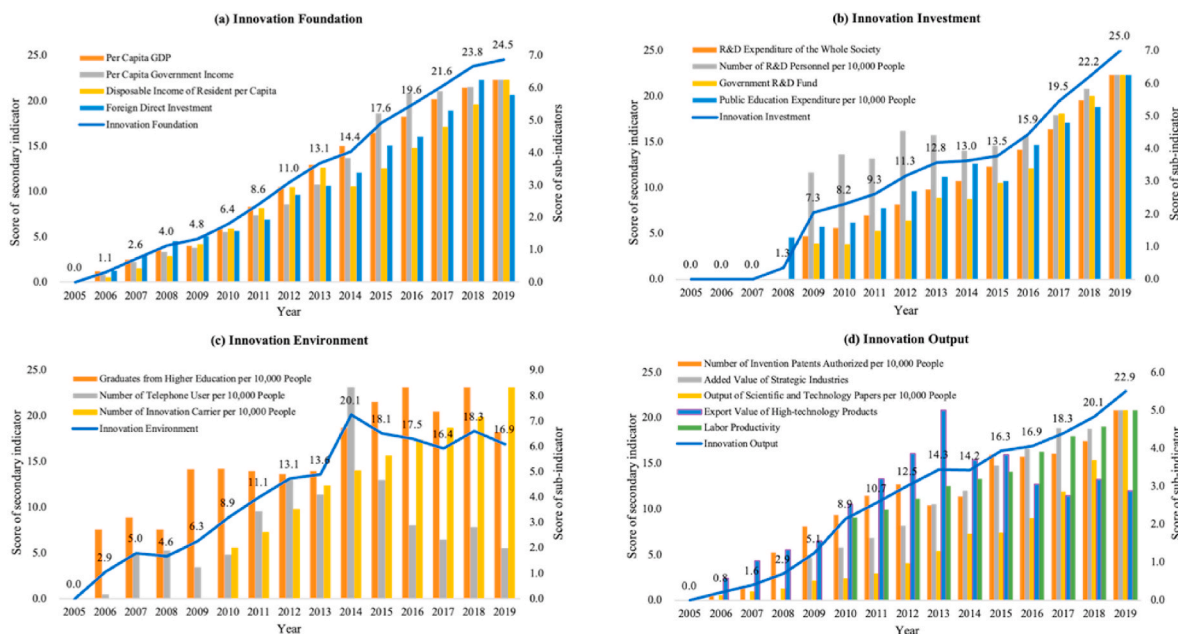 (a) Innovation Foundation
Per Capita GDP
Per Capita Government Income
Disposable Income of Resident per Capita
Foreign Direct Investment
Innovation Foundation
Score of secondary indicator
25.0
20.0
15.0
10.0
5.0
0.0
0.0 1.1 2.6 4.0 4.8 6.4 8.6 11.0 13.1 14.4 17.6 19.6 21.6 23.8 24.5
7.0
6.0
5.0
4.0
3.0
2.0
1.0
0.0
Score of sub-indicators
2005 2006 2007 2008 2009 2010 2011 2012 2013 2014 2015 2016 2017 2018 2019
Year
(b) Innovation Investment
R&D Expenditure of the Whole Society
Number of R&D Personnel per 10,000 People
Government R&D Fund
Public Education Expenditure per 10,000 People
Innovation Investment
Score of secondary indicator
25.0
20.0
15.0
10.0
5.0
0.0
0.0 0.0 0.0 1.3 7.3 8.2 9.3 11.3 12.8 13.0 13.5 15.9 19.5 22.2 25.0
7.0
6.0
5.0
4.0
3.0
2.0
1.0
0.0
Score of sub-indicator
2005 2006 2007 2008 2009 2010 2011 2012 2013 2014 2015 2016 2017 2018 2019
Year
(c) Innovation Environment
Graduates from Higher Education per 10,000 People
Number of Telephone User per 10,000 People
Number of Innovation Carrier per 10,000 People
Innovation Environment
Score of secondary indicator
25.0
20.0
15.0
10.0
5.0
0.0
0.0 2.9 5.0 4.6 6.3 8.9 11.1 13.1 13.6 20.1 18.1 17.5 16.4 18.3 16.9
9.0
8.0
7.0
6.0
5.0
4.0
3.0
2.0
1.0
0.0
Score of sub-indicator
2005 2006 2007 2008 2009 2010 2011 2012 2013 2014 2015 2016 2017 2018 2019
Year
(d) Innovation Output
Number of Invention Patents Authorized per 10,000 People
Added Value of Strategic Industries
Output of Scientific and Technology Papers per 10,000 People
Export Value of High-technology Products
Labor Productivity
Innovation Output
Score of secondary indicator
25.0
20.0
15.0
10.0
5.0
0.0
0.0 0.8 1.6 2.9 5.1 8.9 10.7 12.5 14.3 14.2 16.3 16.9 18.3 20.1 22.9
6.0
5.0
4.0
3.0
2.0
1.0
0.0
Score of sub-indicator
2005 2006 2007 2008 2009 2010 2011 2012 2013 2014 2015 2016 2017 2018 2019
Year